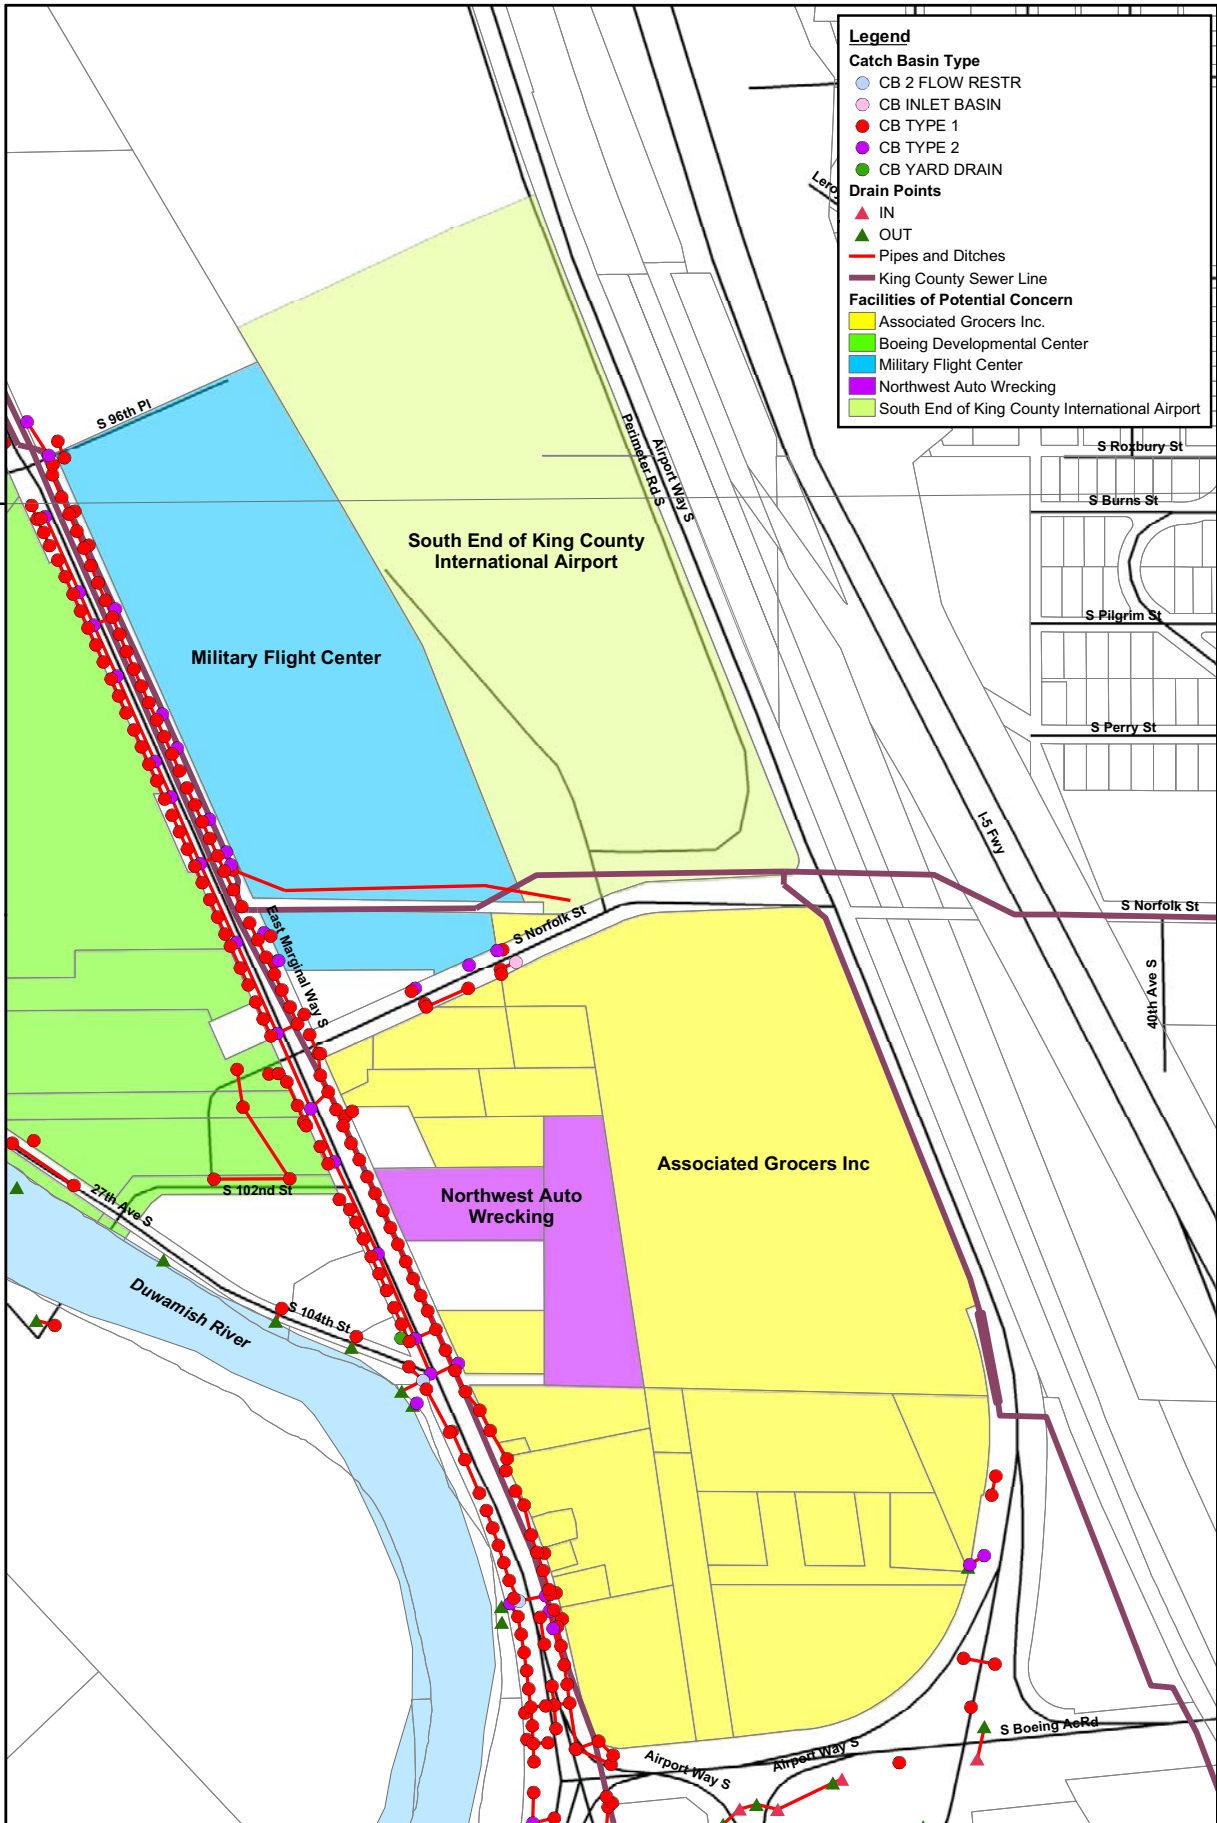 Legend
Catch Basin Type
CB 2 FLOW RESTR
CB INLET BASIN
CB TYPE 1
CB TYPE 2
CB YARD DRAIN
Drain Points
IN
OUT
Pipes and Ditches
King County Sewer Line
Facilities of Potential Concern
Associated Grocers Inc.
Boeing Developmental Center
Military Flight Center
Northwest Auto Wrecking
South End of King County International Airport
S 96th Pl
Perimeter Rd S
Airport Way S
S Roxbury St
S Burns St
South End of King County
International Airport
S Pilgrim St
Military Flight Center
S Perry St
I-5 Fwy
S Norfolk St
S Norfolk St
East Marginal Way S
40th Ave S
Associated Grocers Inc
Northwest Auto
Wrecking
S 102nd St
27th Ave S
Duwamish River
S 104th St
S Boeing AcRd
Airport Way S
Airport Way S